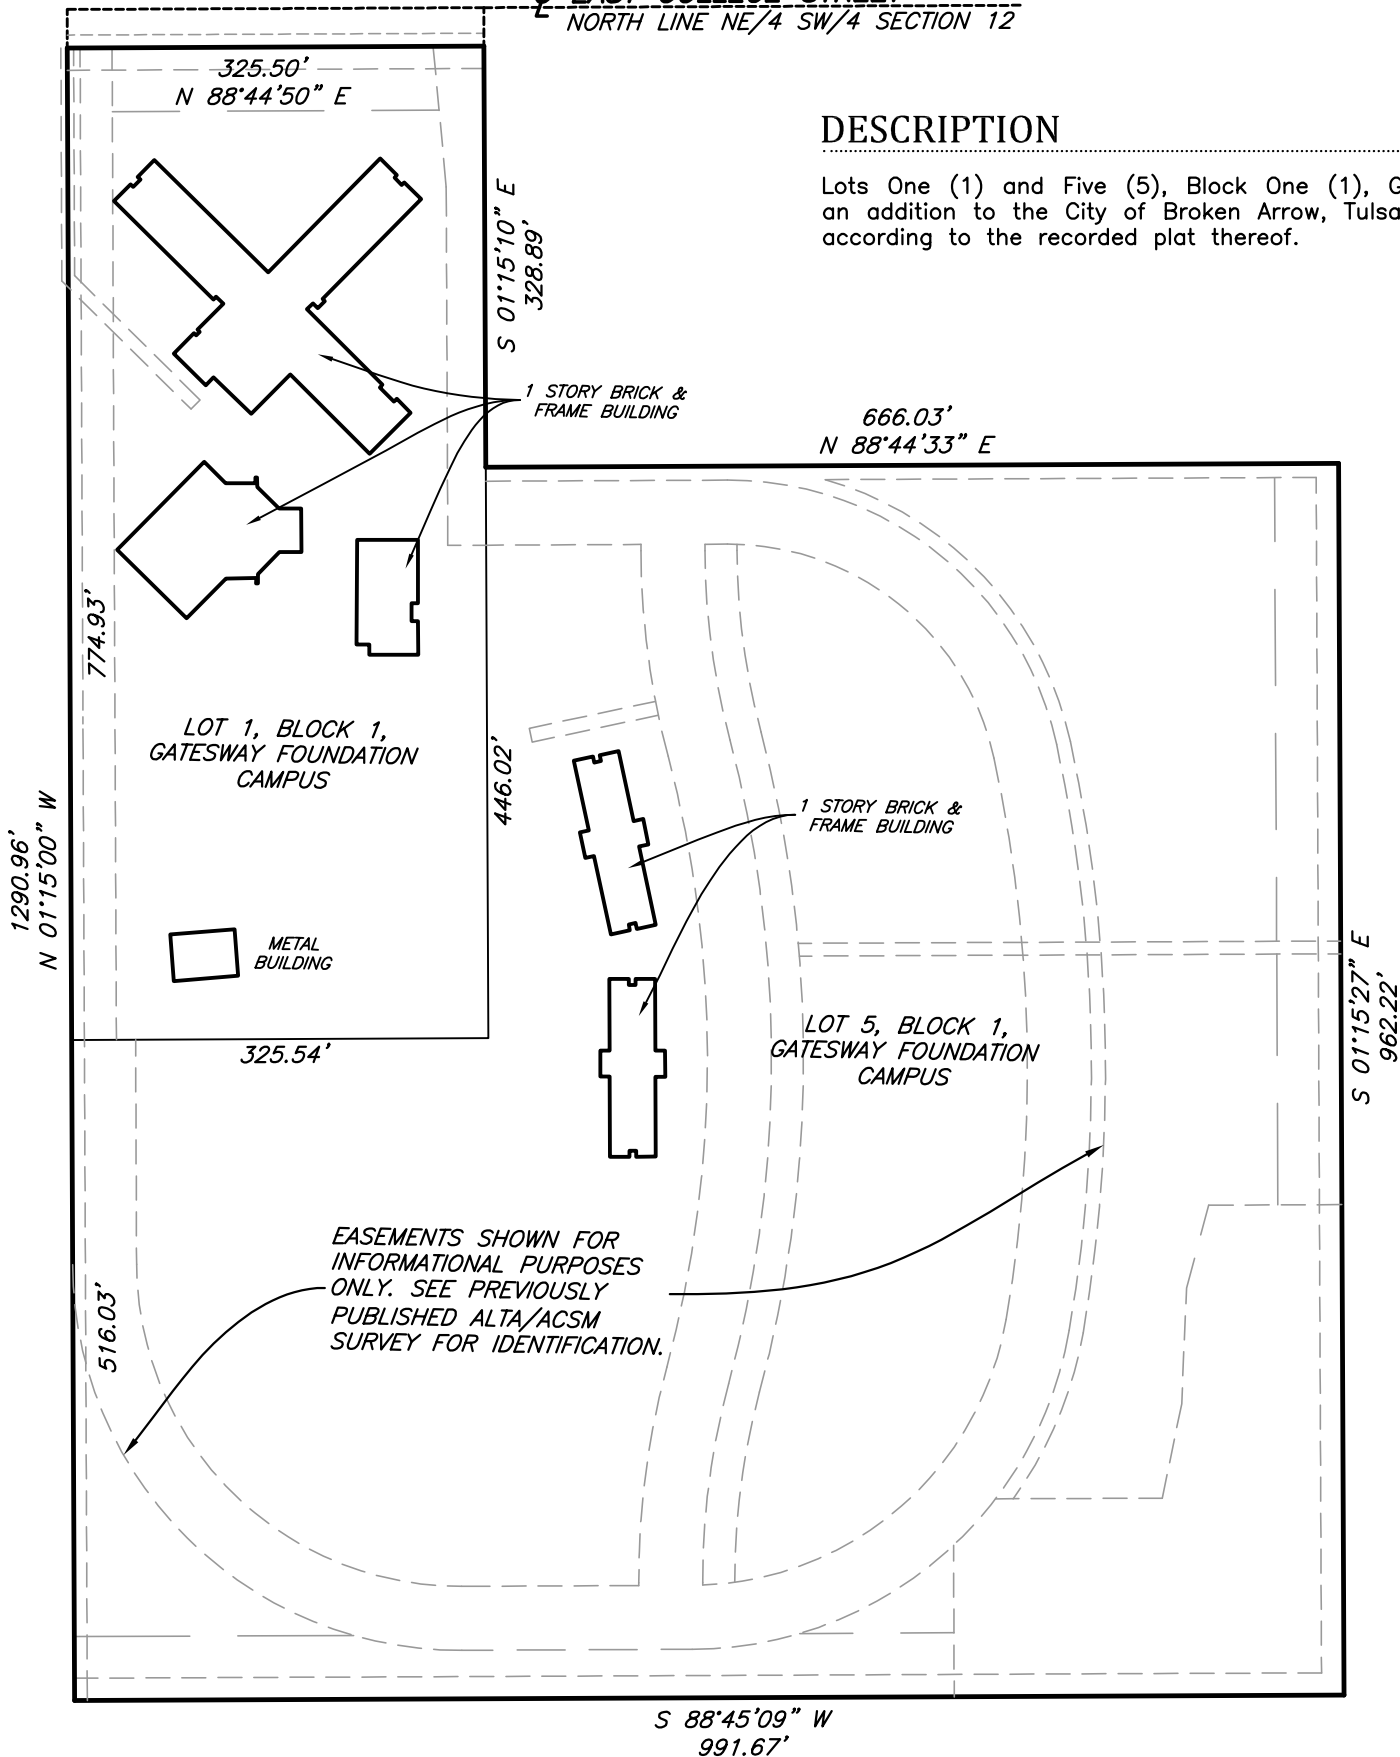 NORTH LINE NE/4 SW/4 SECTION 12
325.50'
N 88°44'50" E
DESCRIPTION
Lots One (1) and Five (5), Block One (1),
an addition to the City of Broken Arrow, Tulsa
according to the recorded plat thereof.
S 01°15'10" E
328.89'
1 STORY BRICK &
FRAME BUILDING
666.03'
N 88°44'33" E
774.93'
LOT 1, BLOCK 1,
GATESWAY FOUNDATION
CAMPUS
446.02'
1 STORY BRICK &
FRAME BUILDING
1290.96'
N 01°15'00" W
METAL
BUILDING
S 01°15'27" E
962.22'
LOT 5, BLOCK 1,
GATESWAY FOUNDATION
CAMPUS
325.54'
EASEMENTS SHOWN FOR
INFORMATIONAL PURPOSES
ONLY. SEE PREVIOUSLY
PUBLISHED ALTA/ACSM
SURVEY FOR IDENTIFICATION.
516.03'
S 88°45'09" W
991.67'